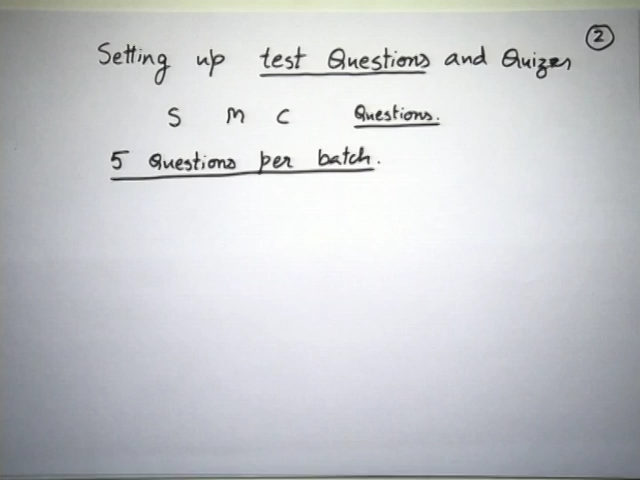 2
Setting up test Questions and Quizes
S M C Questions.
5 Questions per batch.